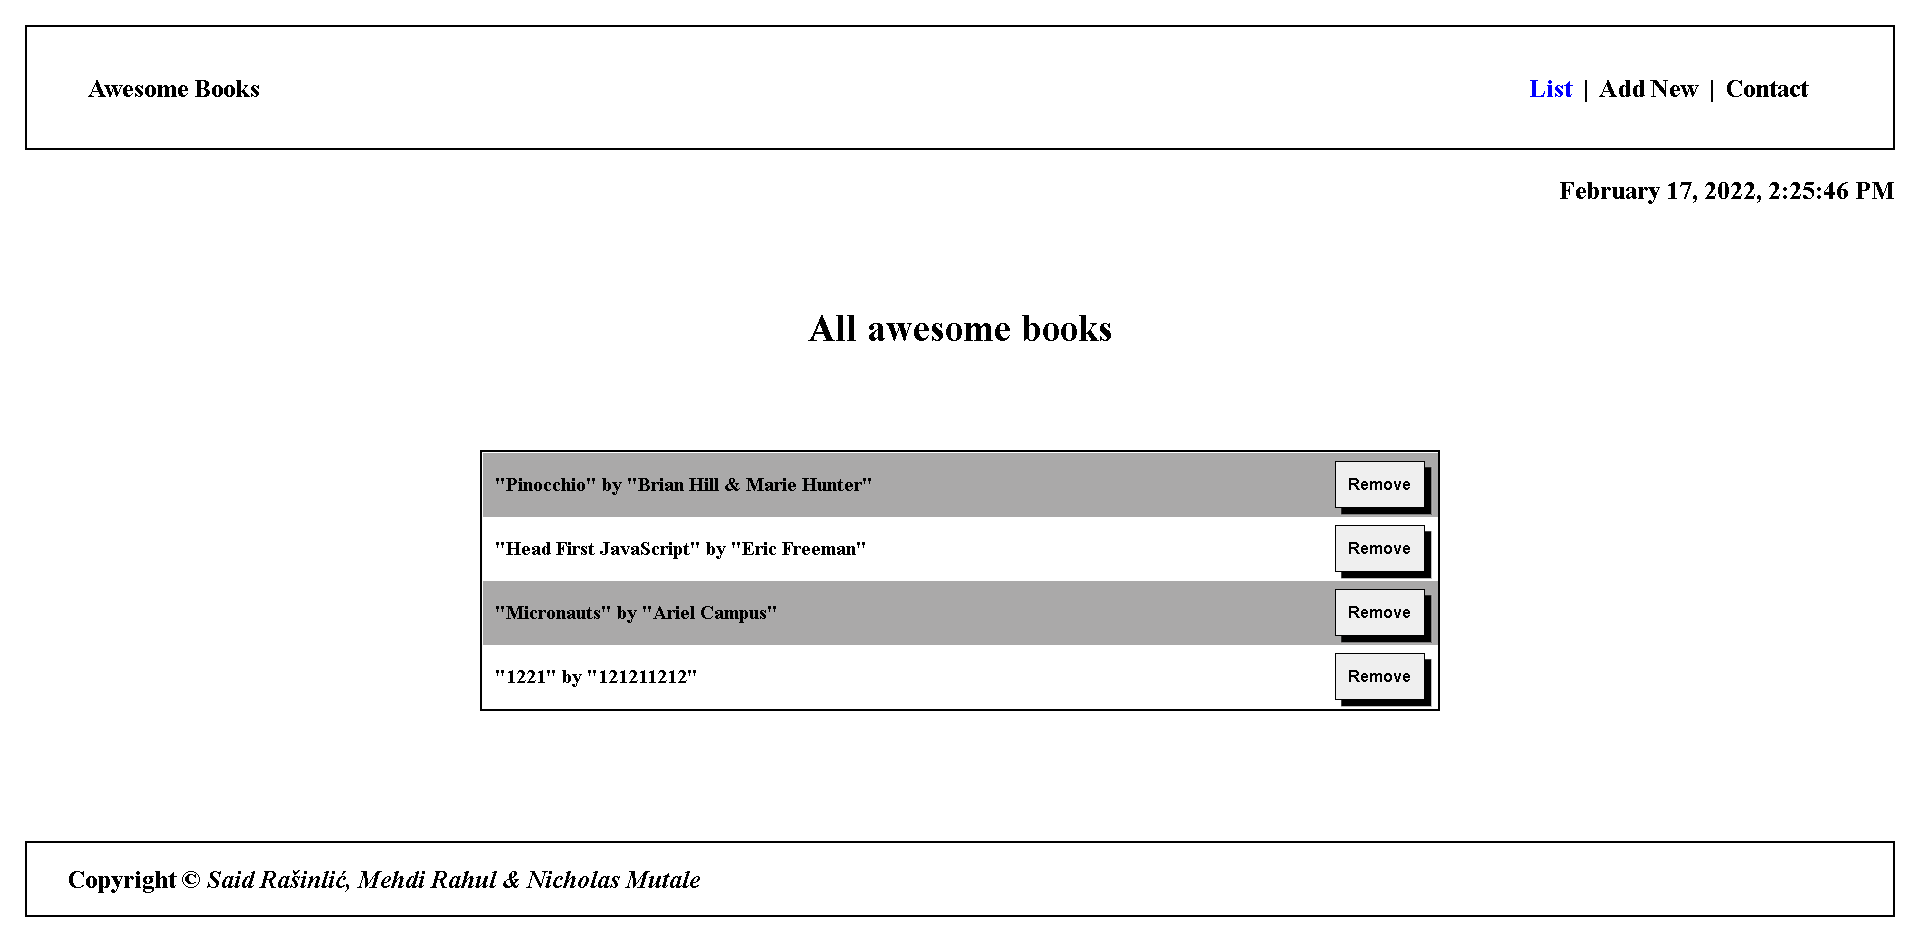 Awesome Books
List | Add New | Contact
February 17, 2022, 2:25:46 PM
All awesome books
"Pinocchio" by "Brian Hill & Marie Hunter"
Remove
"Head First JavaScript" by "Eric Freeman"
Remove
"Micronauts" by "Ariel Campus"
Remove
"1221" by "121211212"
Remove
Copyright © Said Rašinlić, Mehdi Rahul & Nicholas Mutale